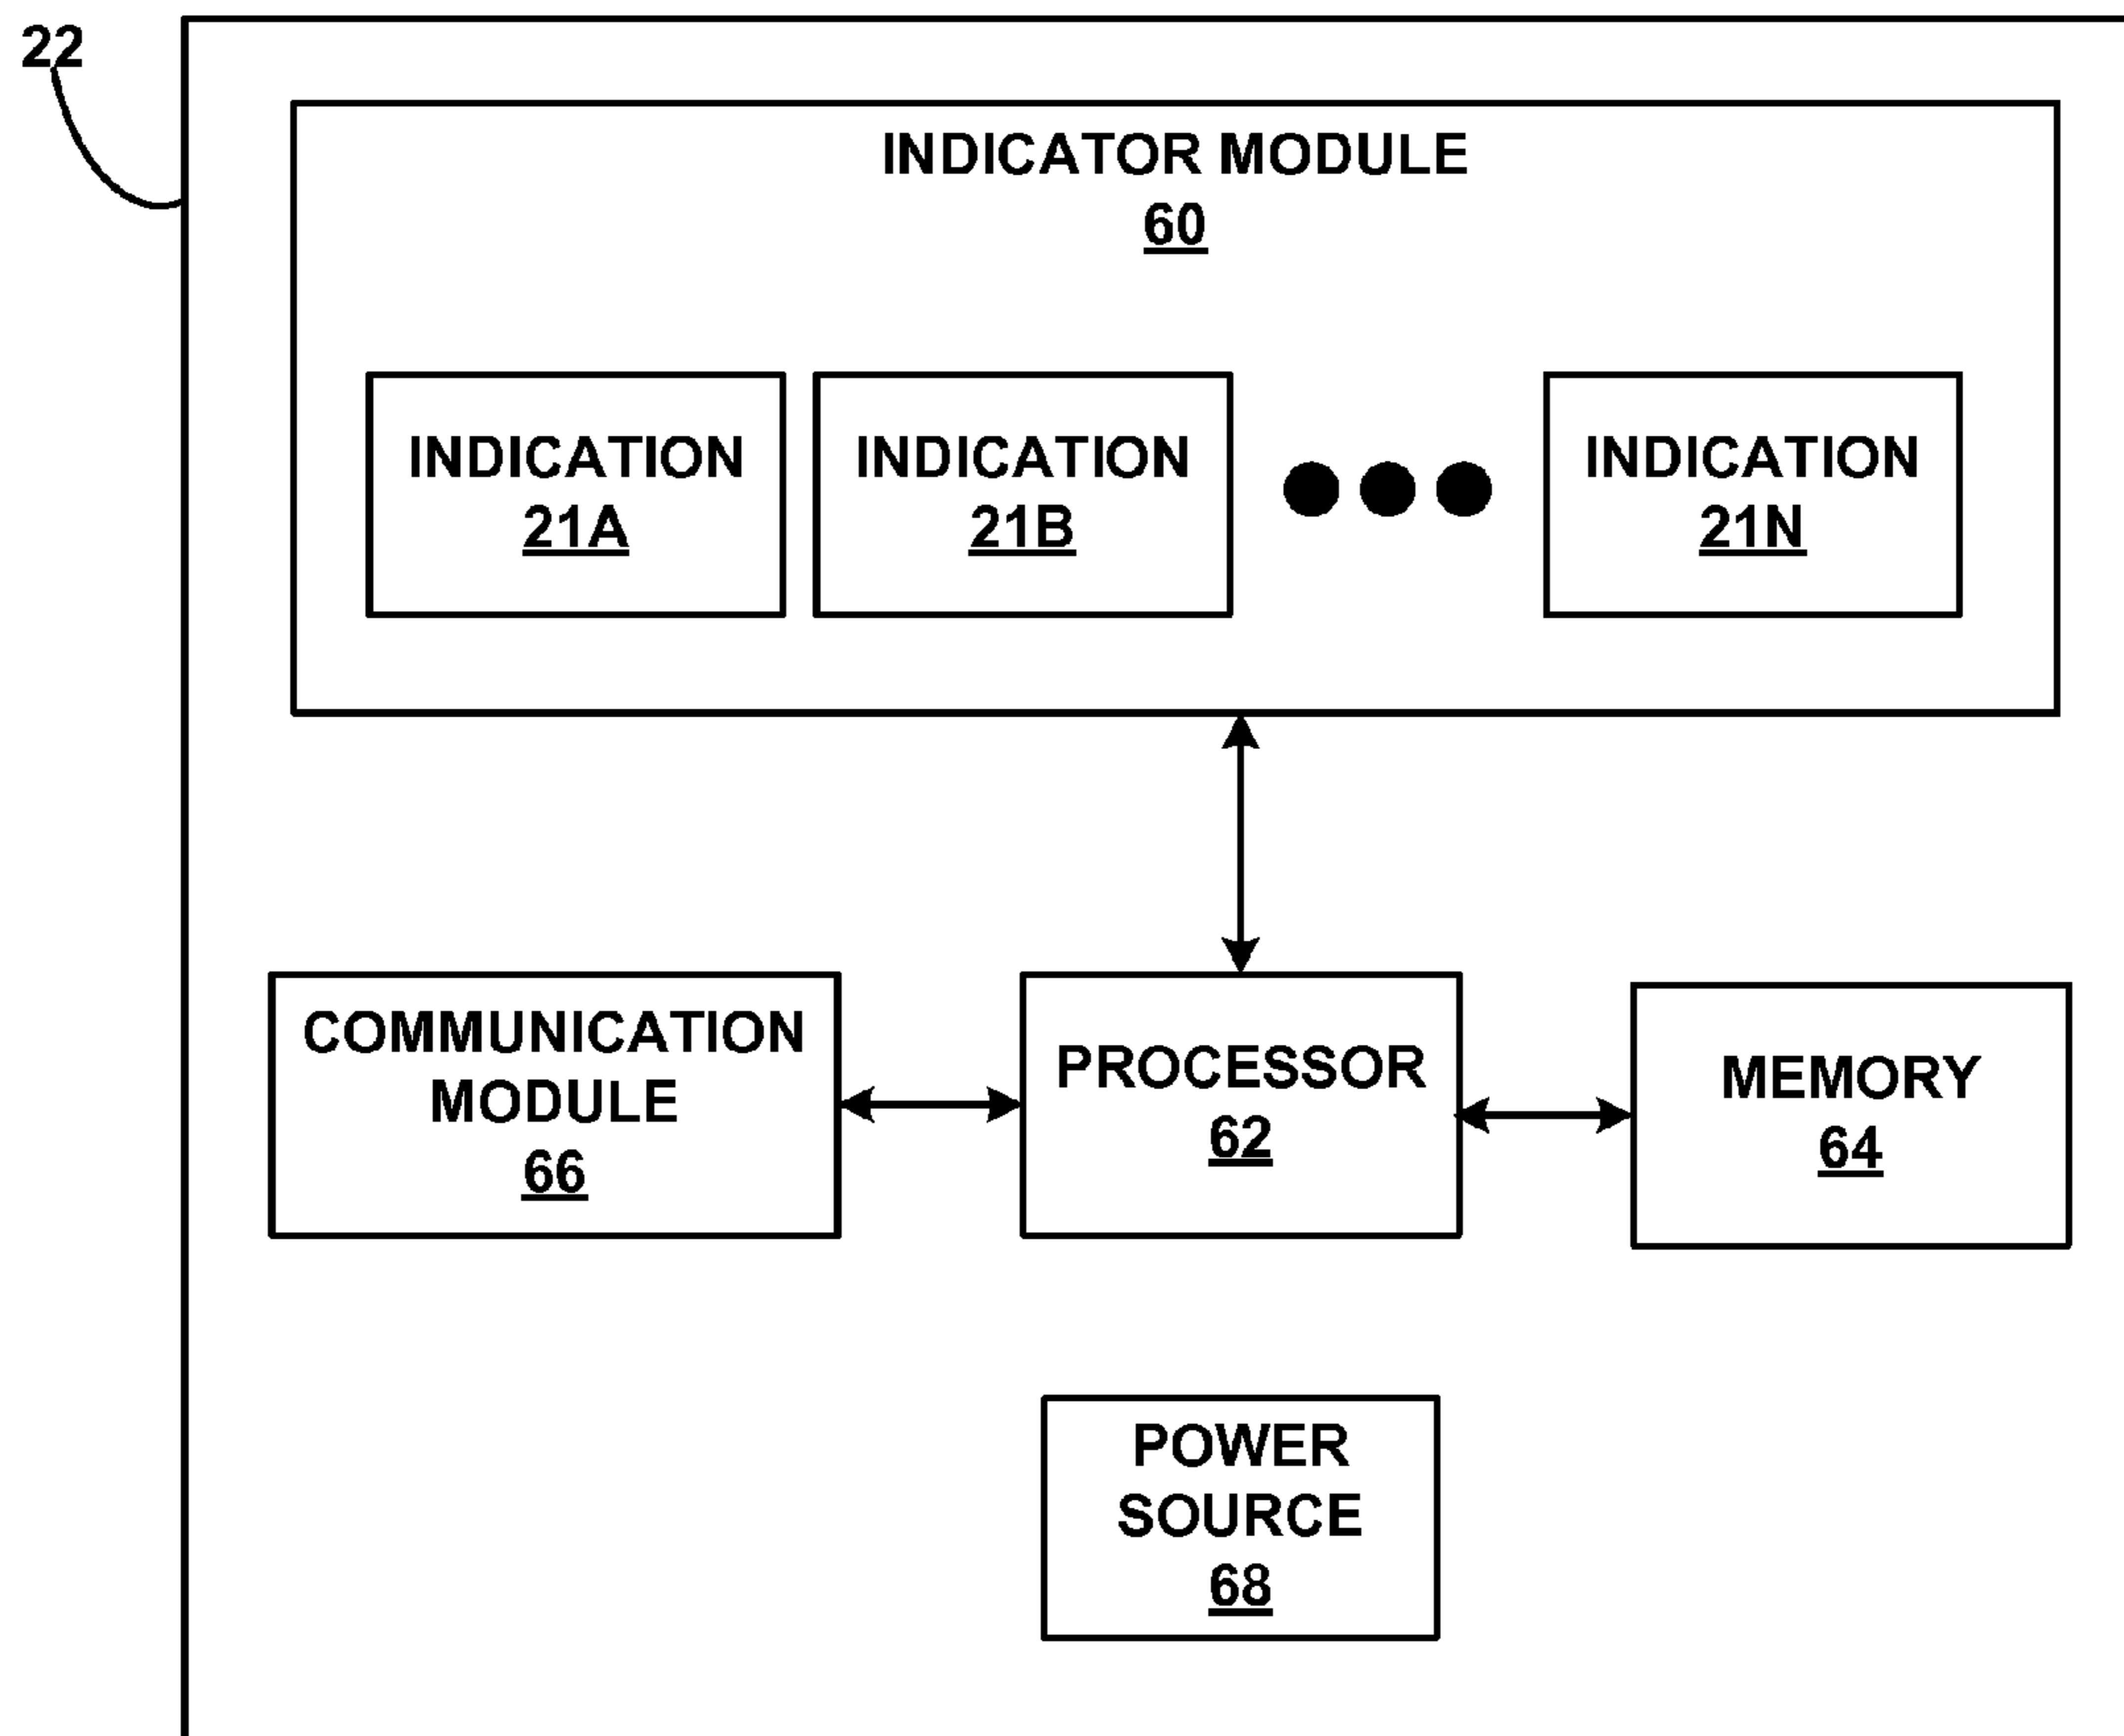 22
INDICATOR MODULE
60
INDICATION
21A
INDICATION
21B
INDICATION
21N
COMMUNICATION
MODULE
66
PROCESSOR
62
MEMORY
64
POWER
SOURCE
68